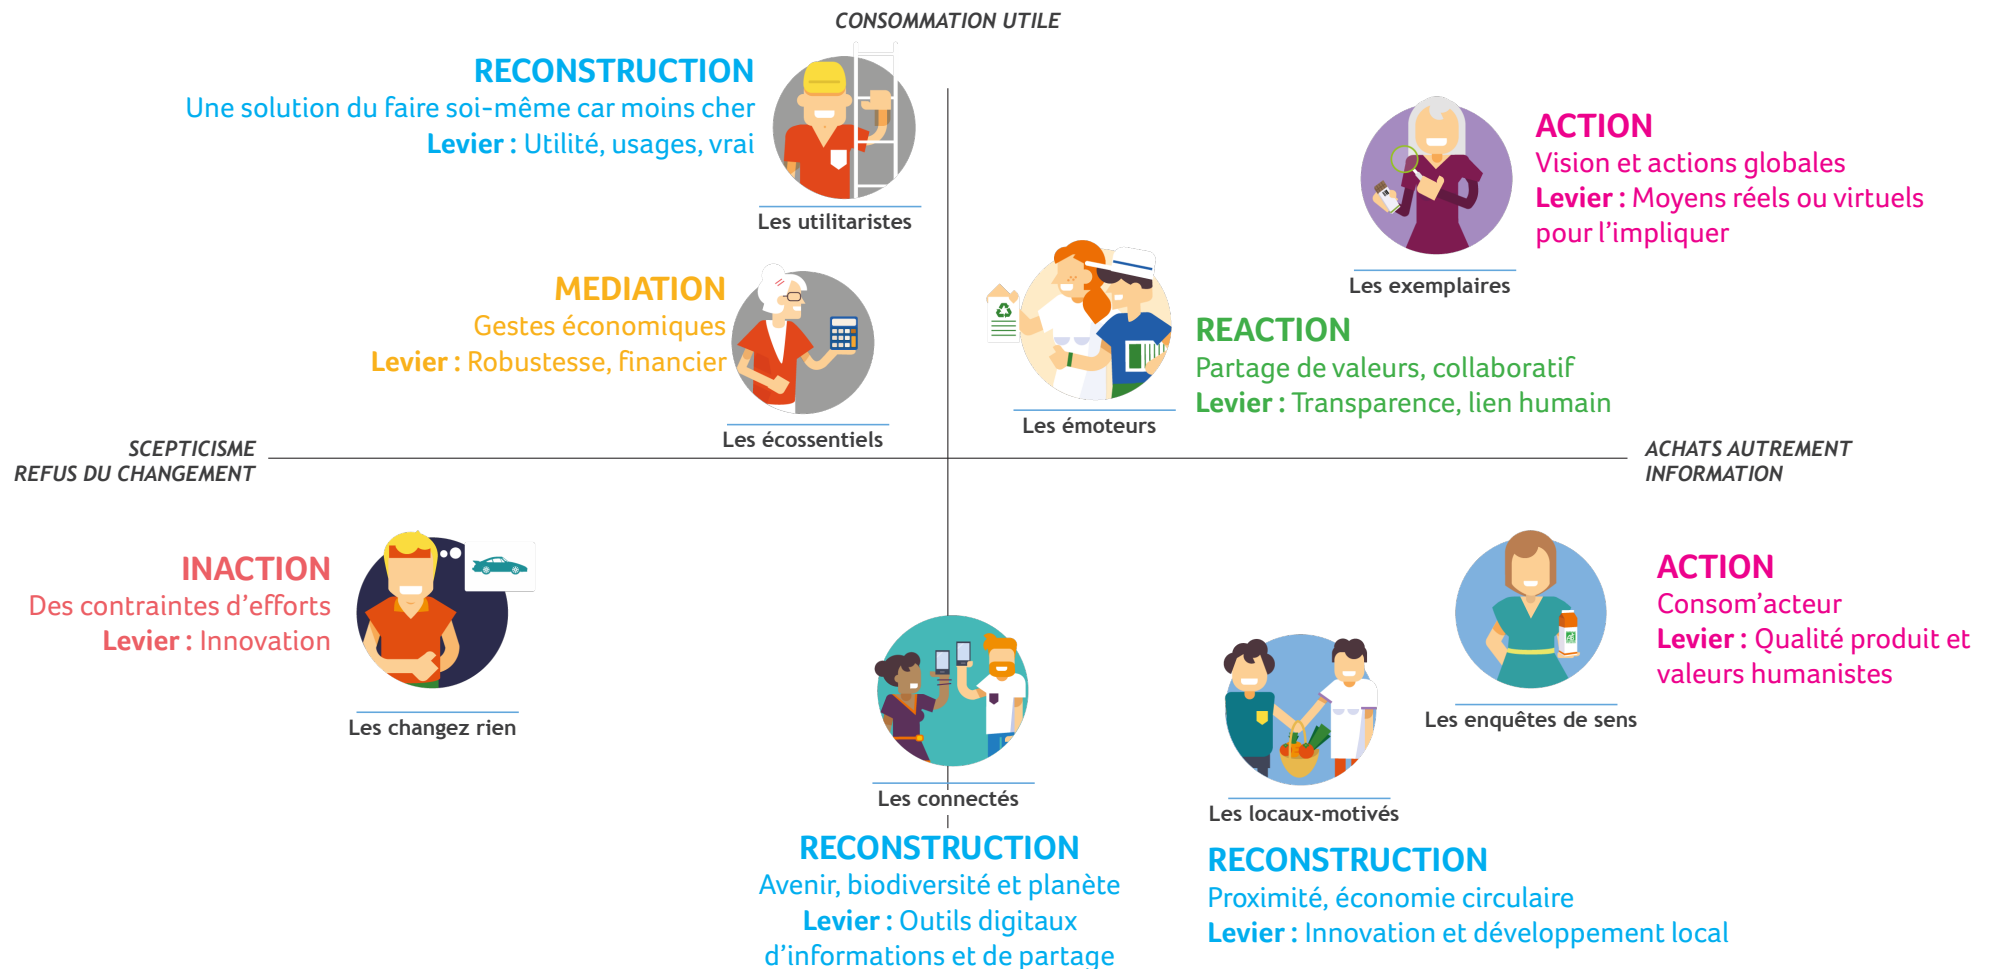 CONSOMMATION UTILE
RECONSTRUCTION
Une solution du faire soi-même car moins cher
Levier : Utilité, usages, vrai
Les utilitaristes
ACTION
Vision et actions globales
Levier : Moyens réels ou virtuels
pour l'impliquer
Les exemplaires
MEDIATION
Gestes économiques
Levier : Robustesse, financier
Les écossentiels
REACTION
Partage de valeurs, collaboratif
Levier : Transparence, lien humain
Les émoteurs
SCEPTICISME
REFUS DU CHANGEMENT
ACHATS AUTREMENT
INFORMATION
INACTION
Des contraintes d'efforts
Levier : Innovation
Les changez rien
ACTION
Consom'acteur
Levier : Qualité produit et
valeurs humanistes
Les enquêtes de sens
Les connectés
RECONSTRUCTION
Avenir, biodiversité et planète
Levier : Outils digitaux
d'informations et de partage
Les locaux-motivés
RECONSTRUCTION
Proximité, économie circulaire
Levier : Innovation et développement local